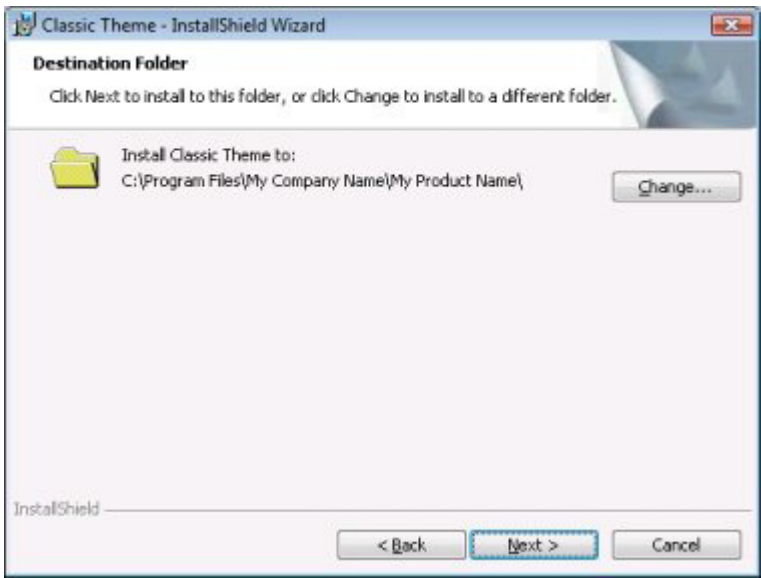 Classic Theme - InstallShield Wizard
Destination Folder
Click Next to install to this folder, or click Change to install to a different folder.
Install Classic Theme to:
C:\Program Files\My Company Name\My Product Name\
Change...
InstallShield
< Back
Next >
Cancel